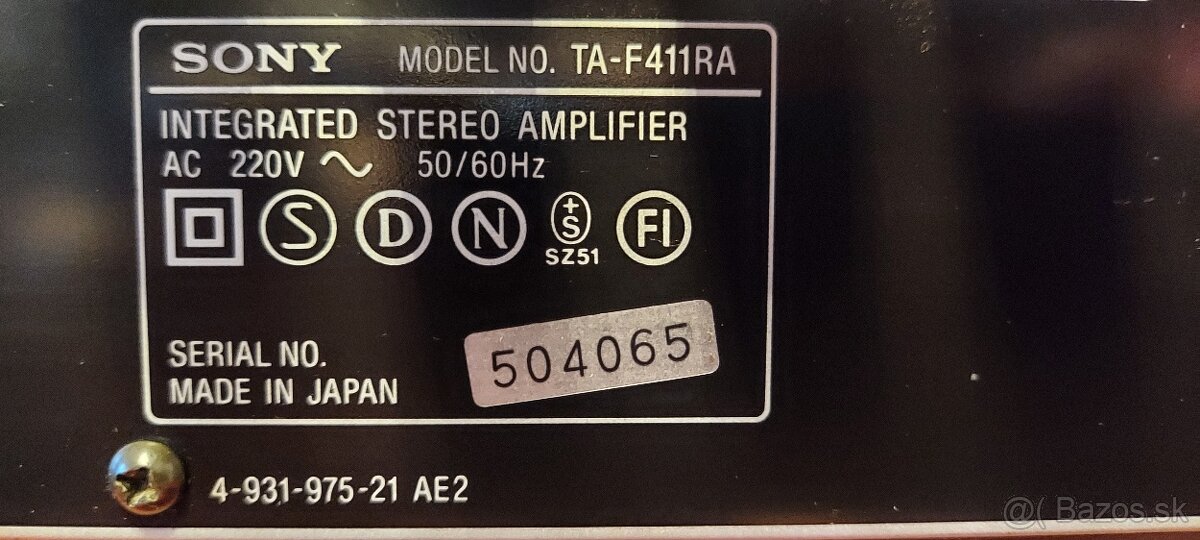 SONY MODEL NO. TA-F411RA
INTEGRATED STEREO AMPLIFIER
AC 220V ~ 50/60Hz
S D N +S FI
SZ51
SERIAL NO. 504065
MADE IN JAPAN
4-931-975-21 AE2
@( Bazos.sk